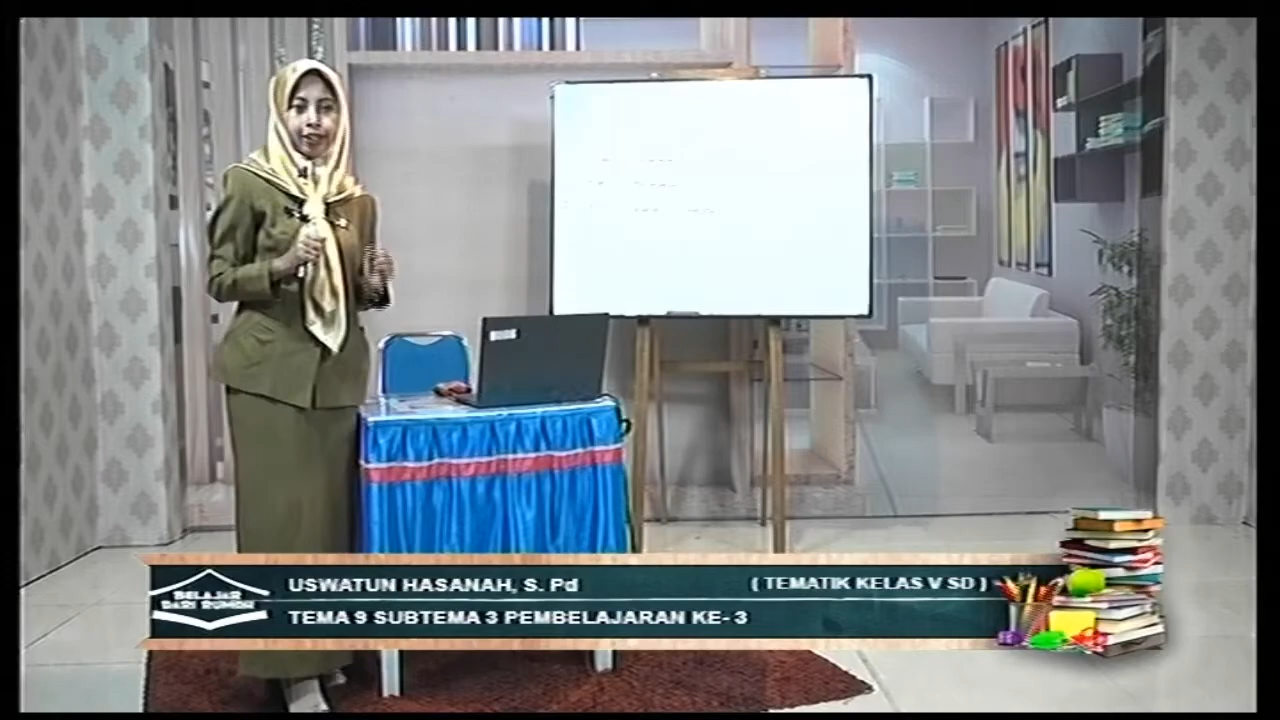 BELAJAR
DARI RUMAH
USWATUN HASANAH, S. Pd
( TEMATIK KELAS V SD )
TEMA 9 SUBTEMA 3 PEMBELAJARAN KE- 3